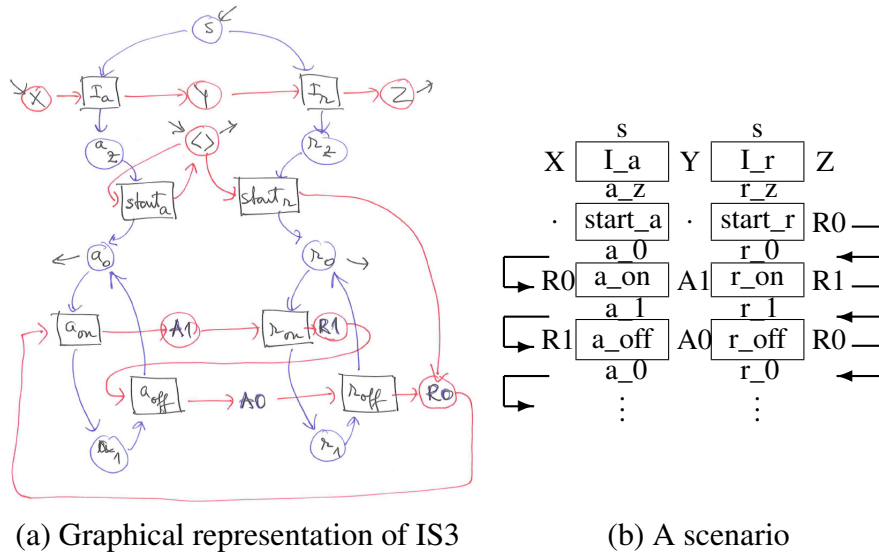 s
X I_a Y I_r Z
a_z <> r_z
start_a start_r
a_0 r_0
a_on A1 r_on R1
a_off A0 r_off R0
a_1 r_1
(a) Graphical representation of IS3
s s
X I_a Y I_r Z
a_z r_z
· start_a · start_r R0
a_0 r_0
R0 a_on A1 r_on R1
a_1 r_1
R1 a_off A0 r_off R0
a_0 r_0
⋮ ⋮
(b) A scenario